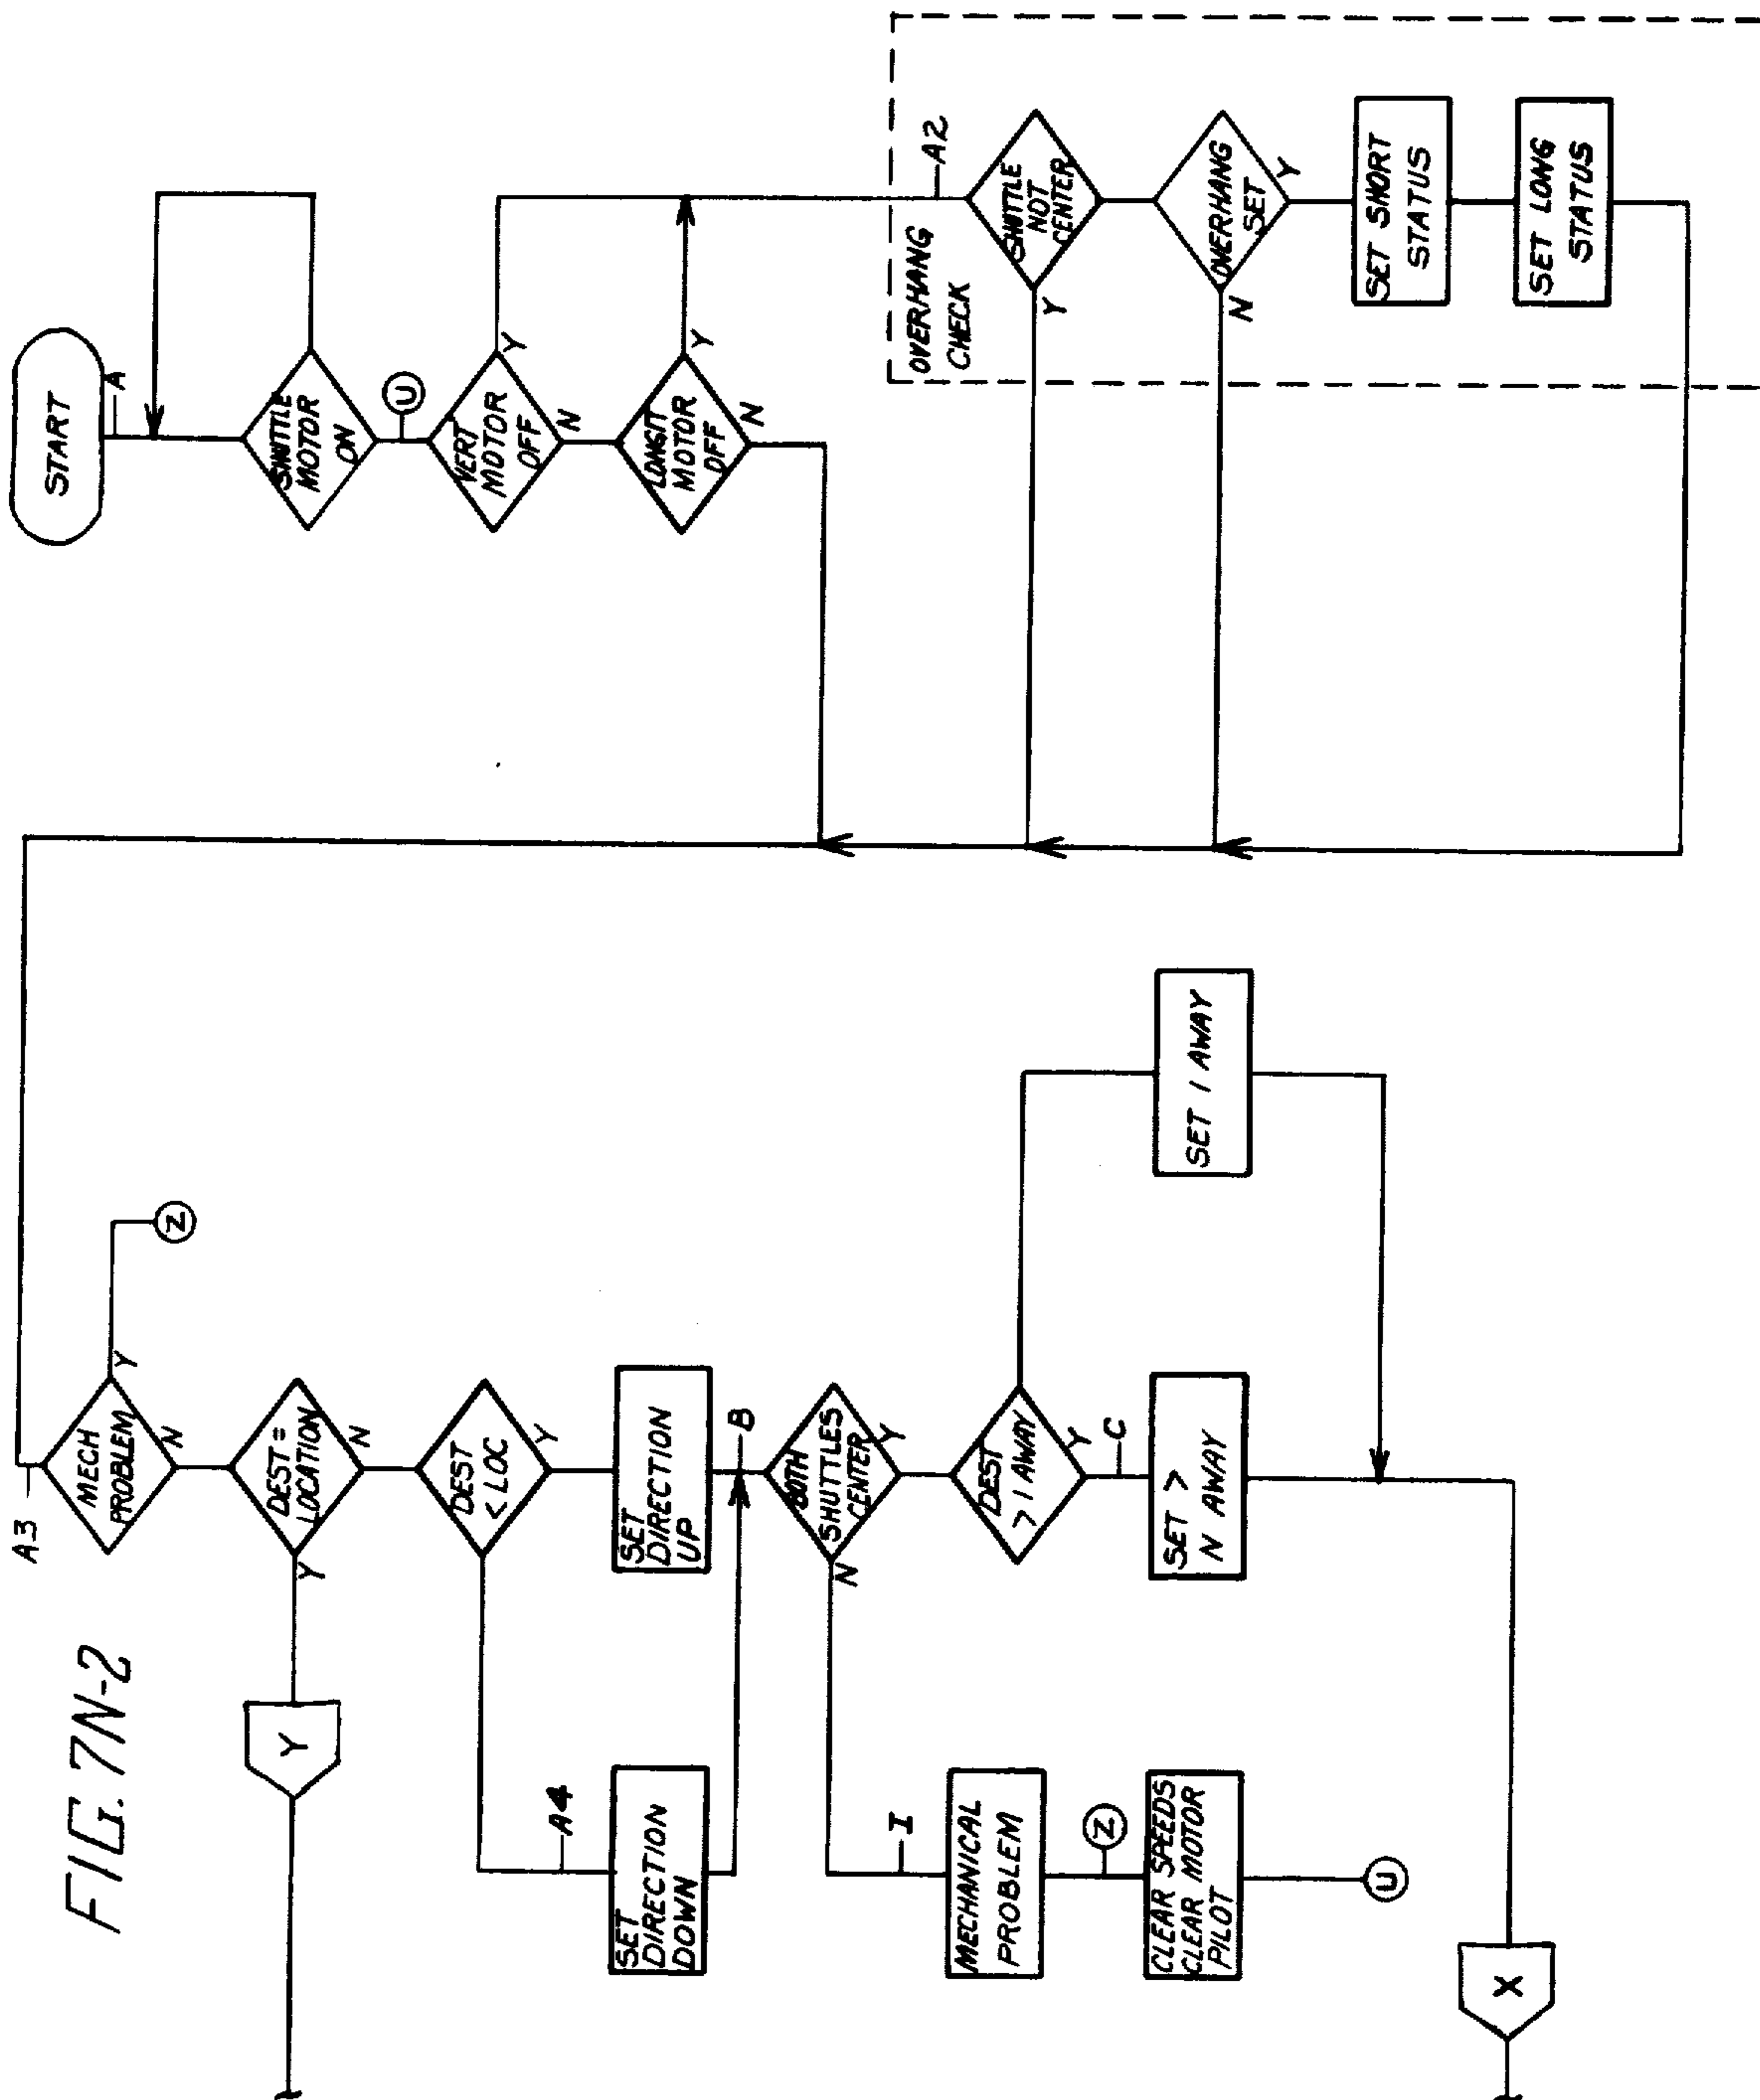 FIG. 7N-2
START
A
SHUTTLE
MOTOR
ON
U
VERT
MOTOR
OFF
Y
N
LONGIT
MOTOR
OFF
Y
N
OVERHANG
CHECK
A2
SHUTTLE
NOT
CENTER
Y
OVERHANG
SET
N
Y
SET SHORT
STATUS
SET LONG
STATUS
A3
MECH
PROBLEM
Y
Z
N
DEST =
LOCATION
Y
N
Y
DEST
< LOC
Y
A4
SET
DIRECTION
DOWN
SET
DIRECTION
UP
B
BOTH
SHUTTLES
CENTER
N
Y
I
MECHANICAL
PROBLEM
Z
CLEAR SPEEDS
CLEAR MOTOR
PILOT
U
DEST
> 1 AWAY
Y
C
SET >
N AWAY
SET 1 AWAY
X